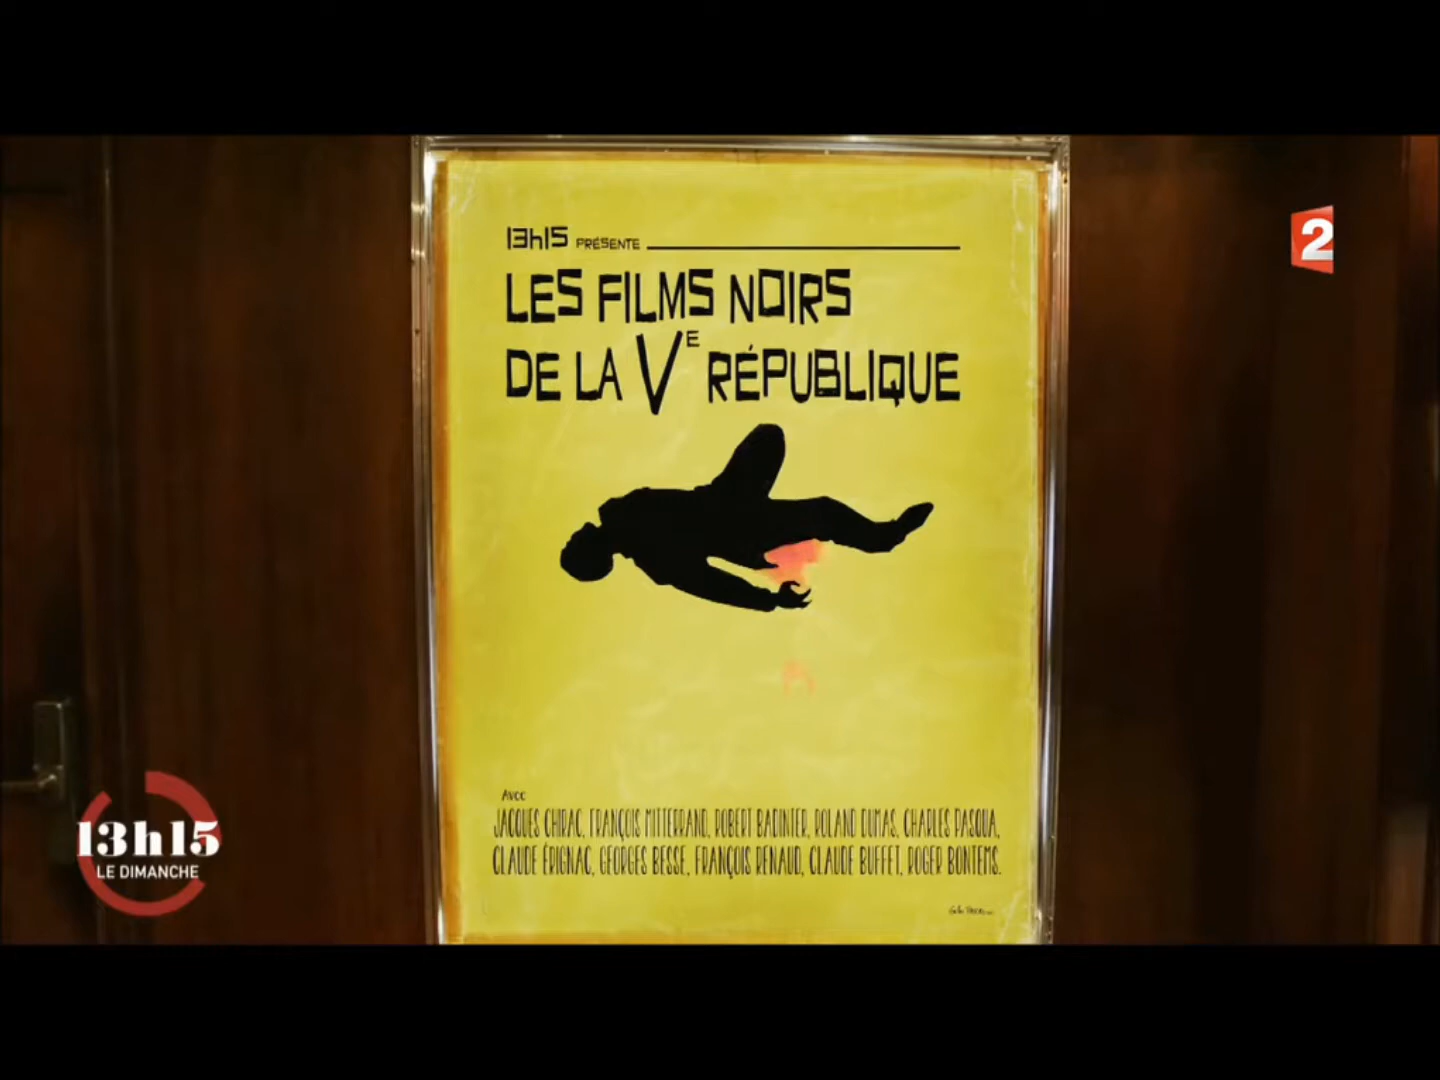 13h15 PRÉSENTE
LES FILMS NOIRS
DE LA VE RÉPUBLIQUE
2
AVEC
JACQUES CHIRAC, FRANÇOIS MITTERRAND, ROBERT BADINTER, ROLAND DUMAS, CHARLES PASQUA,
CLAUDE ÉRIGNAC, GEORGES BESSE, FRANÇOIS RENAUD, CLAUDE BUFFET, ROGER BONTEMS.
13h15
LE DIMANCHE